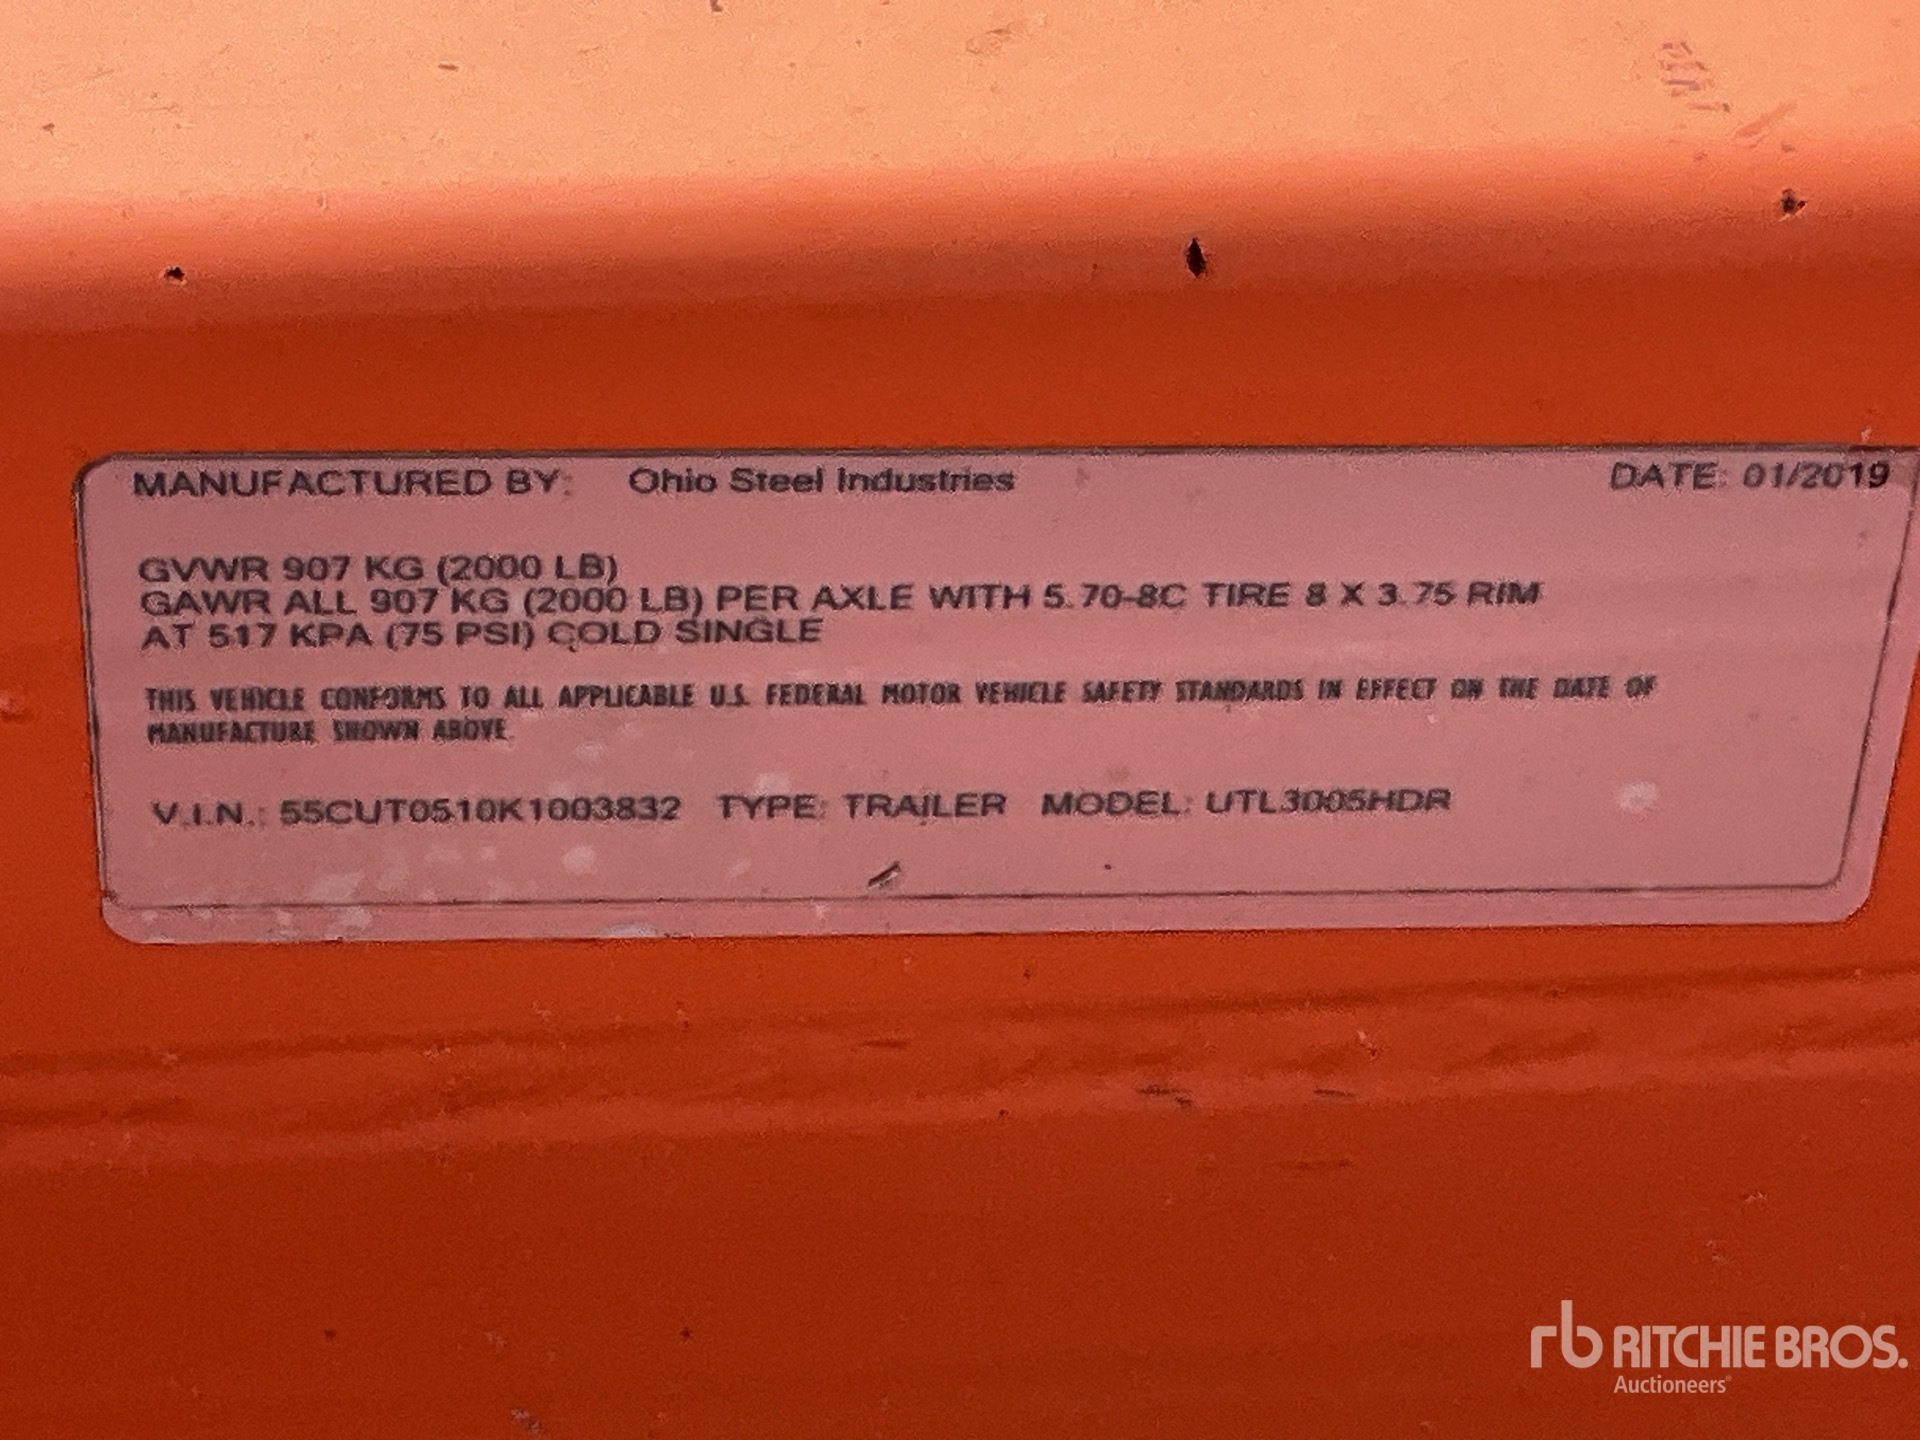 MANUFACTURED BY: Ohio Steel Industries DATE: 01/2019
GVWR 907 KG (2000 LB)
GAWR ALL 907 KG (2000 LB) PER AXLE WITH 5.70-8C TIRE 8 X 3.75 RIM
AT 517 KPA (75 PSI) COLD SINGLE
THIS VEHICLE CONFORMS TO ALL APPLICABLE U.S. FEDERAL MOTOR VEHICLE SAFETY STANDARDS IN EFFECT ON THE DATE OF
MANUFACTURE SHOWN ABOVE.
V.I.N.: 55CUT0510K1003832 TYPE: TRAILER MODEL: UTL3005HDR
rb RITCHIE BROS.
Auctioneers